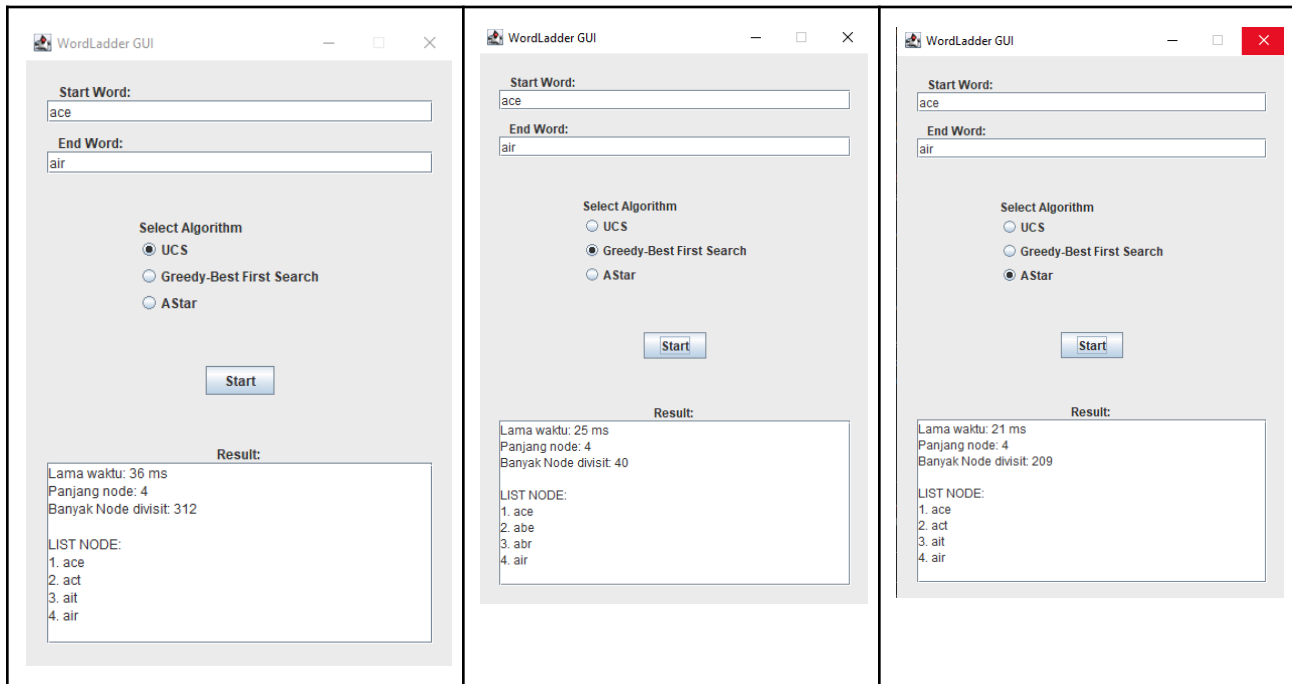 WordLadder GUI
Start Word:
ace
End Word:
air
Select Algorithm
UCS
Greedy-Best First Search
AStar
Start
Result:
Lama waktu: 36 ms
Panjang node: 4
Banyak Node divisit: 312
LIST NODE:
1. ace
2. act
3. ait
4. air
WordLadder GUI
Start Word:
ace
End Word:
air
Select Algorithm
UCS
Greedy-Best First Search
AStar
Start
Result:
Lama waktu: 25 ms
Panjang node: 4
Banyak Node divisit: 40
LIST NODE:
1. ace
2. abe
3. abr
4. air
WordLadder GUI
Start Word:
ace
End Word:
air
Select Algorithm
UCS
Greedy-Best First Search
AStar
Start
Result:
Lama waktu: 21 ms
Panjang node: 4
Banyak Node divisit: 209
LIST NODE:
1. ace
2. act
3. ait
4. air